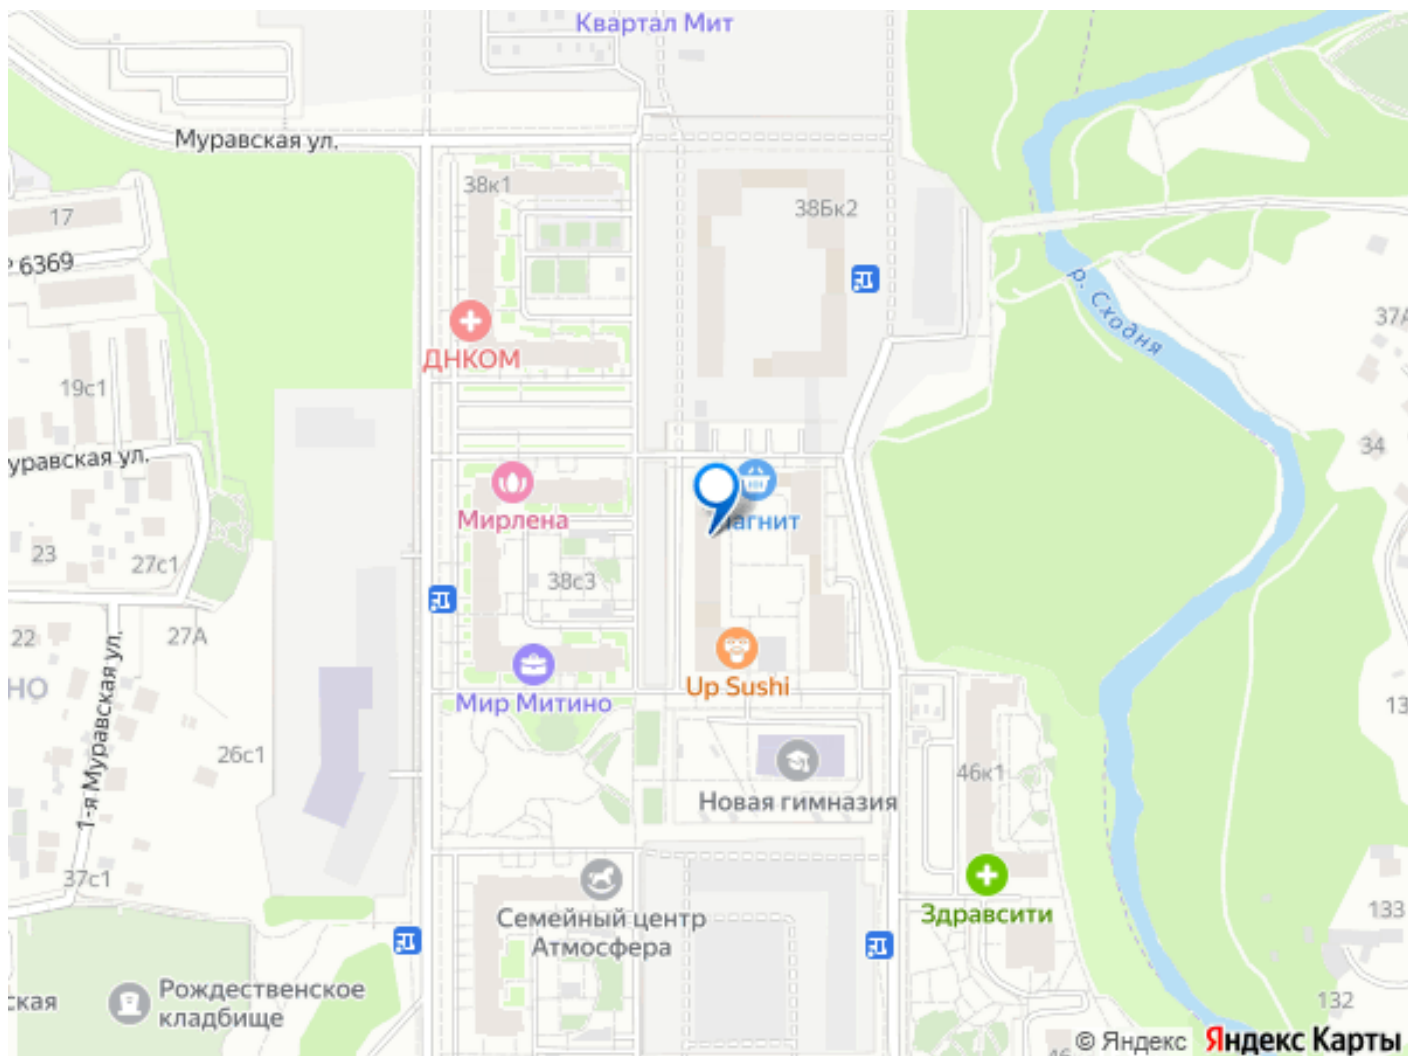 Квартал Мит
Муравская ул.
38к1
17
38Бк2
6369
р. Сходня
37А
ДНКОМ
19с1
34
Мирлена
агнит
23
27с1
38с3
22
27А
Up Sushi
НО
Мир Митино
13
26с1
1-я Муравская ул.
46к1
Новая гимназия
37с1
Здравсити
133
Семейный центр
Атмосфера
ская
Рождественское
кладбище
132
46
уравская ул.
© Яндекс
Яндекс Карты